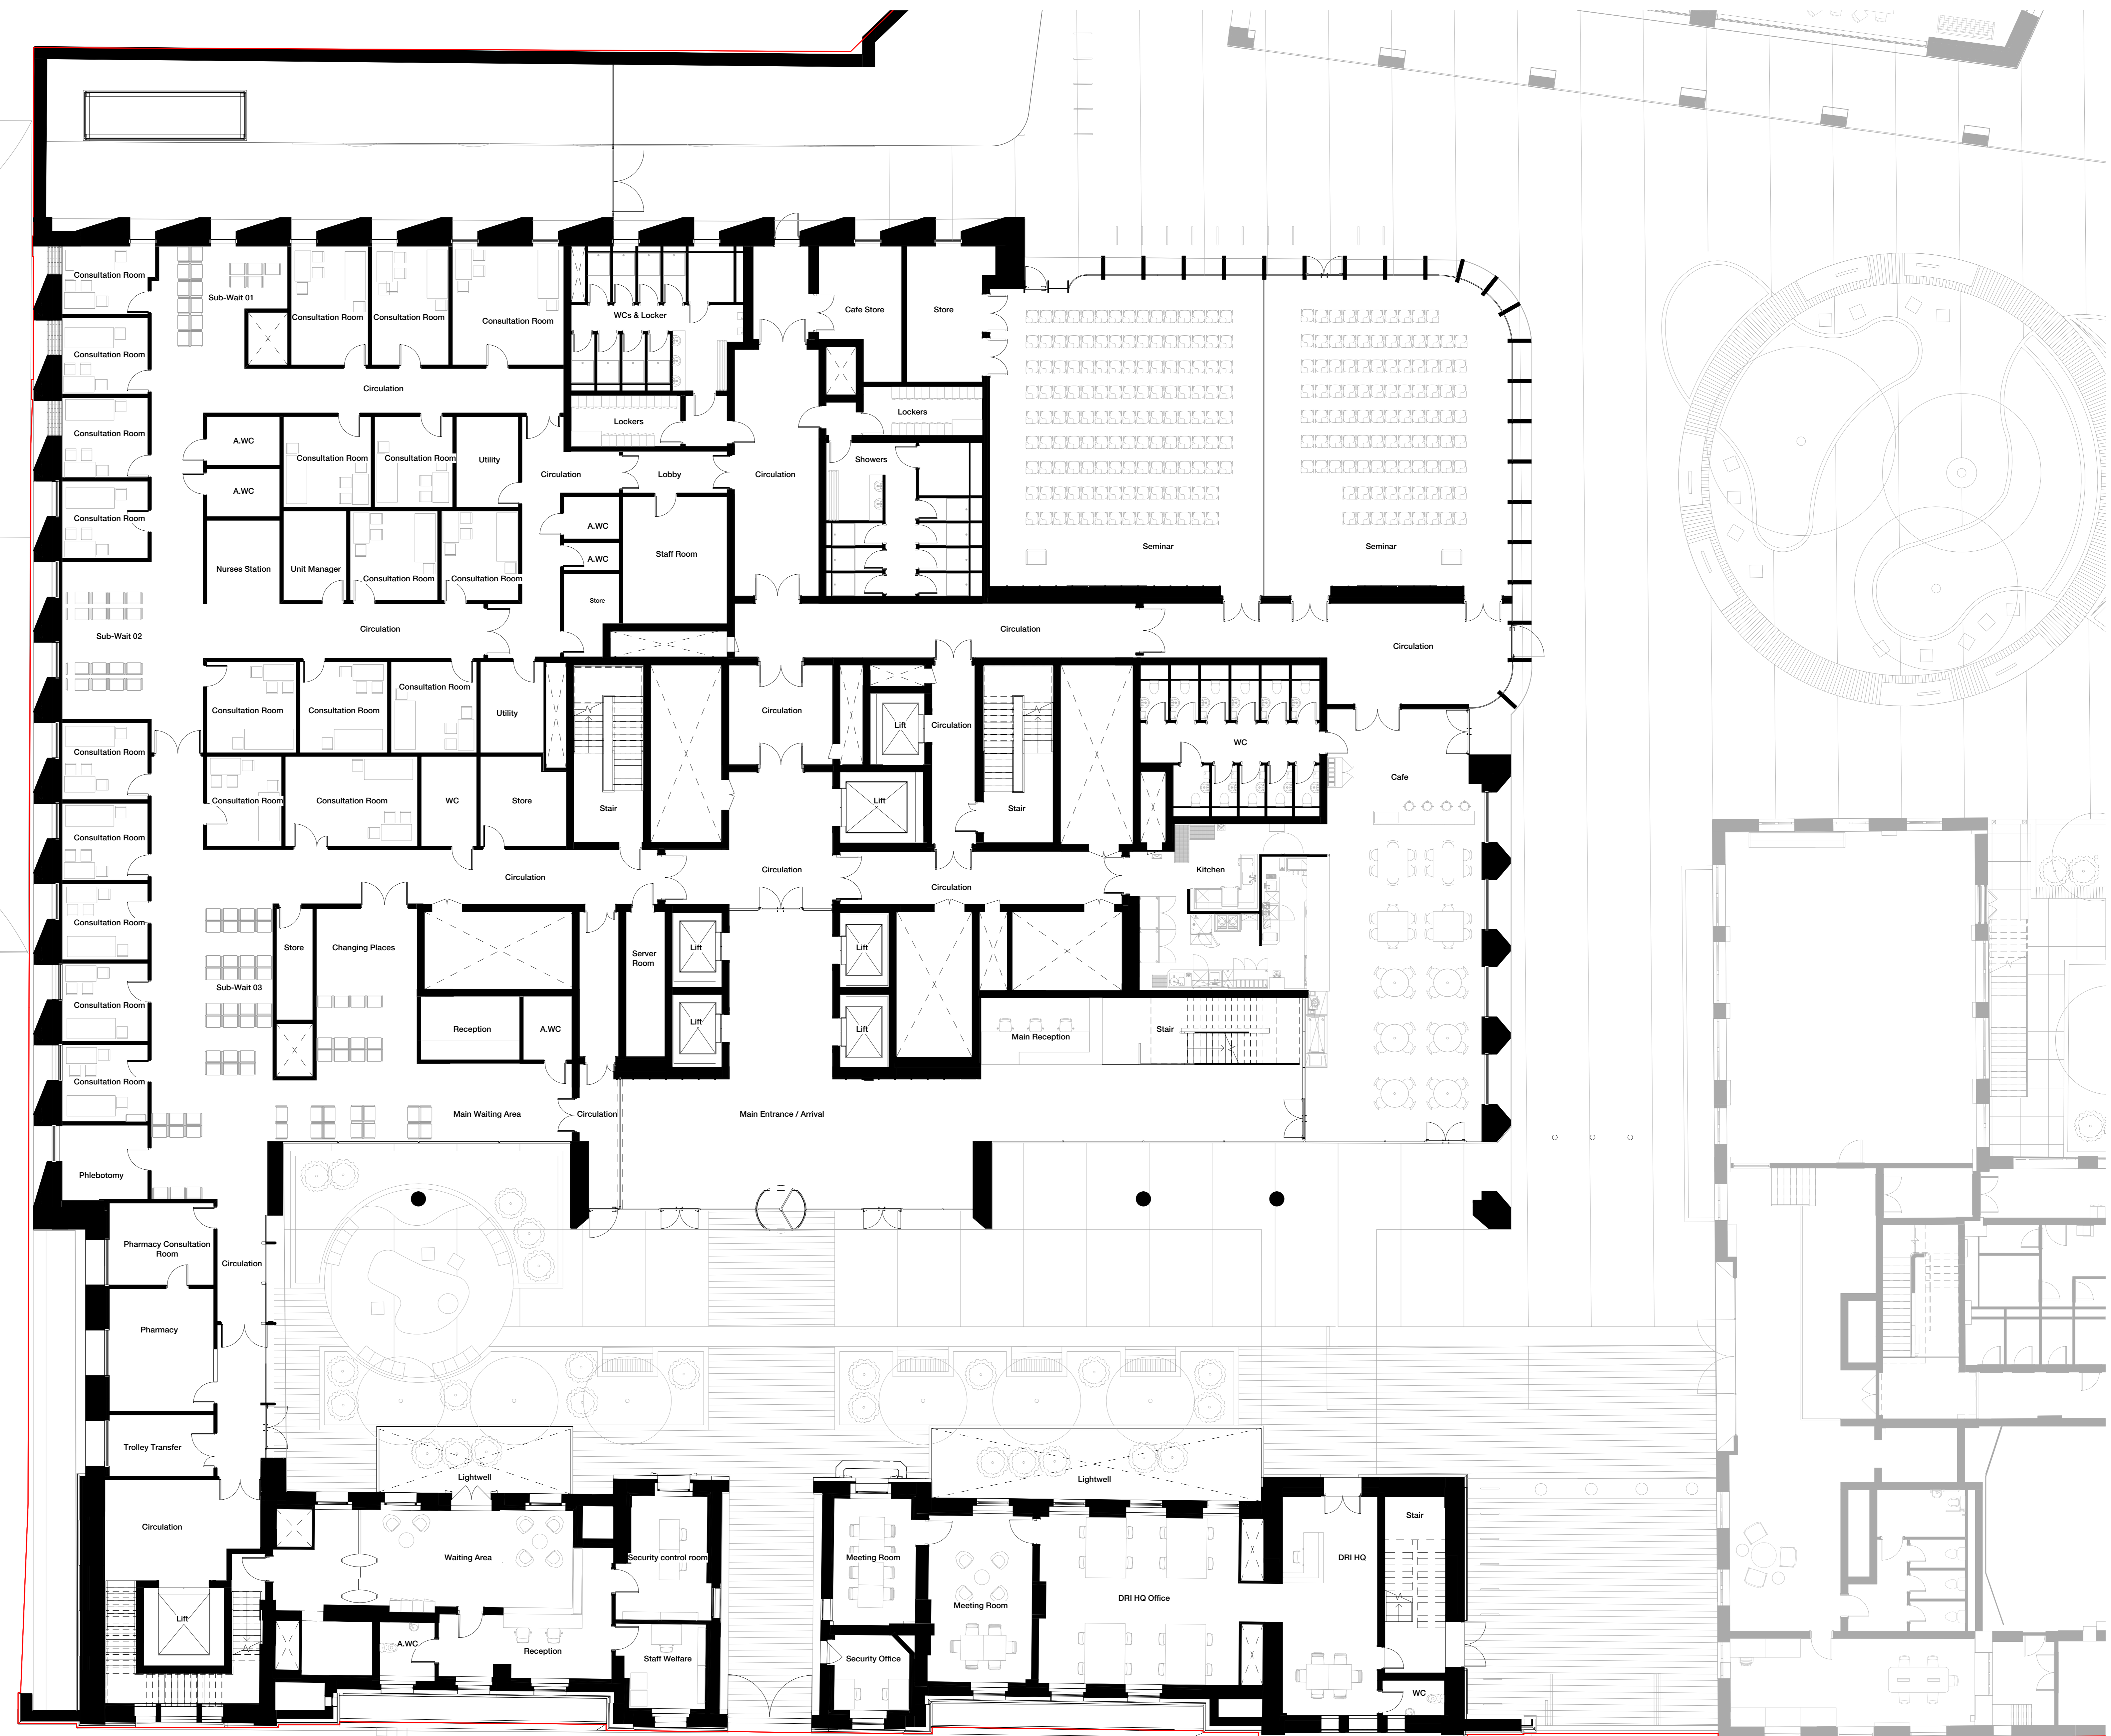 Consultation Room
Sub-Wait 01
Consultation Room
Consultation Room
Consultation Room
WCs & Locker
Cafe Store
Store
Consultation Room
Circulation
Consultation Room
Lockers
Lockers
A.WC
Consultation Room
Consultation Room
Utility
Circulation
Lobby
Circulation
Showers
A.WC
Consultation Room
A.WC
Staff Room
Seminar
Seminar
A.WC
Nurses Station
Unit Manager
Consultation Room
Consultation Room
Store
Sub-Wait 02
Circulation
Circulation
Circulation
Consultation Room
Consultation Room
Consultation Room
Utility
Circulation
Lift
Circulation
WC
Consultation Room
Cafe
Consultation Room
Consultation Room
WC
Store
Stair
Lift
Stair
Consultation Room
Circulation
Circulation
Circulation
Kitchen
Consultation Room
Store
Changing Places
Server
Room
Lift
Lift
Sub-Wait 03
Consultation Room
Reception
A.WC
Lift
Lift
Main Reception
Stair
Consultation Room
Main Waiting Area
Circulation
Main Entrance / Arrival
Phlebotomy
Pharmacy Consultation
Room
Circulation
Pharmacy
Trolley Transfer
Lightwell
Lightwell
Circulation
Waiting Area
Security control room
Meeting Room
DRI HQ
Stair
Lift
Meeting Room
DRI HQ Office
A.WC
Reception
Staff Welfare
Security Office
WC